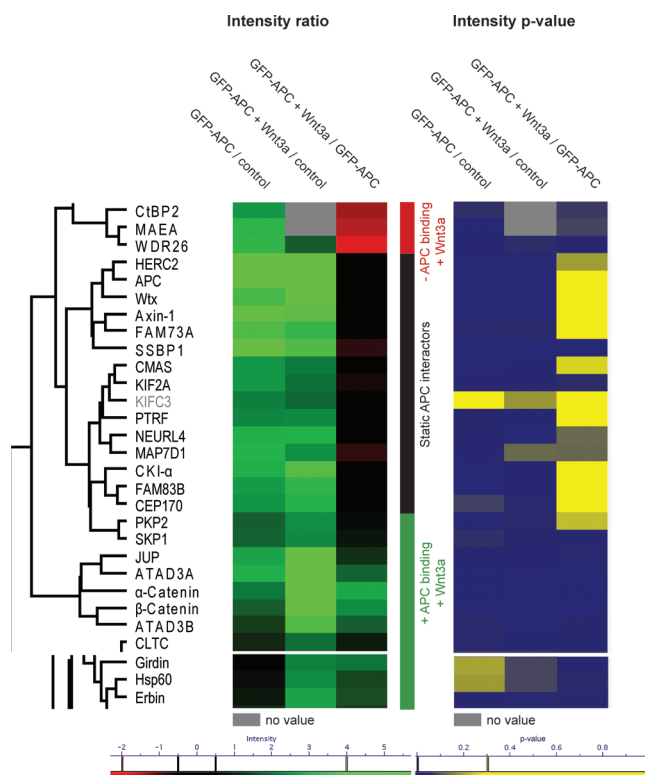 Intensity ratio
Intensity p-value
GFP-APC / control
GFP-APC + Wnt3a / control
GFP-APC + Wnt3a / GFP-APC
GFP-APC / control
GFP-APC + Wnt3a / control
GFP-APC + Wnt3a / GFP-APC
CtBP2
MAEA
WDR26
HERC2
APC
Wtx
Axin-1
FAM73A
SSBP1
CMAS
KIF2A
KIFC3
PTRF
NEURL4
MAP7D1
CKI-α
FAM83B
CEP170
PKP2
SKP1
JUP
ATAD3A
α-Catenin
β-Catenin
ATAD3B
CLTC
Girdin
Hsp60
Erbin
- APC binding
+ Wnt3a
Static APC interactors
+ APC binding
+ Wnt3a
no value
no value
Intensity
-2 -1 0 1 2 3 4 5
p-value
0.0 0.2 0.4 0.6 0.8